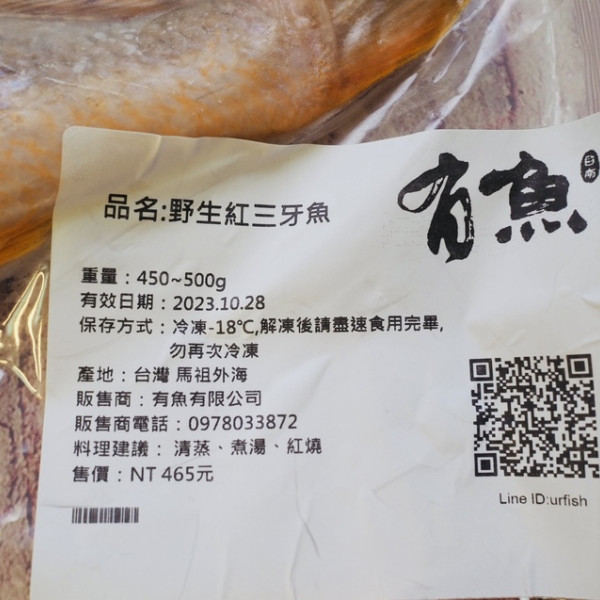 有魚
台南
品名:野生紅三牙魚
重量：450~500g
有效日期：2023.10.28
保存方式：冷凍-18℃,解凍後請盡速食用完畢,
勿再次冷凍
產地：台灣 馬祖外海
販售商：有魚有限公司
販售商電話：0978033872
料理建議： 清蒸、煮湯、紅燒
售價：NT 465元
Line ID:urfish